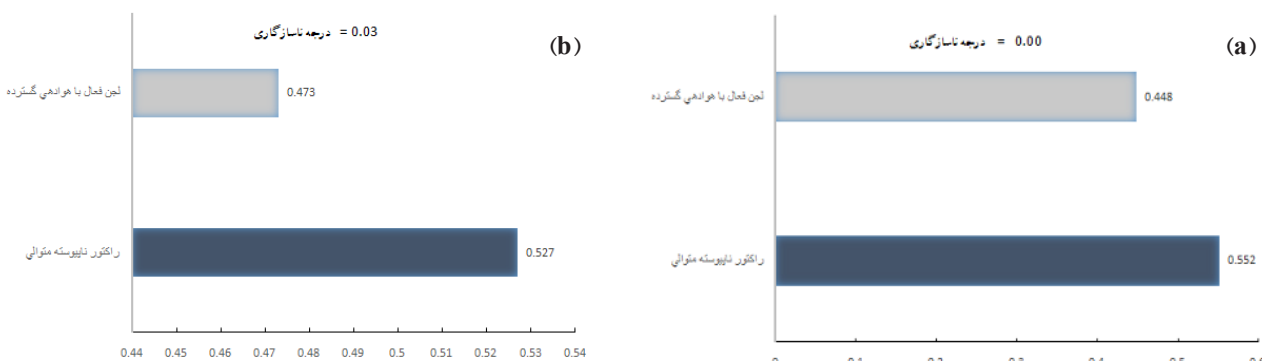 درجه ناسازگاری = 0.03
(b)
لجن فعال با هوادهي گسترده
0.473
راکتور ناپيوسته متوالي
0.527
0.44 0.45 0.46 0.47 0.48 0.49 0.5 0.51 0.52 0.53 0.54
درجه ناسازگاری = 0.00
(a)
لجن فعال با هوادهي گسترده
0.448
راکتور ناپيوسته متوالي
0.552